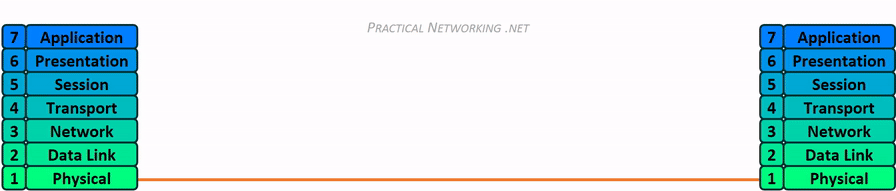 PRACTICAL NETWORKING .NET
7 Application
6 Presentation
5 Session
4 Transport
3 Network
2 Data Link
1 Physical
7 Application
6 Presentation
5 Session
4 Transport
3 Network
2 Data Link
1 Physical